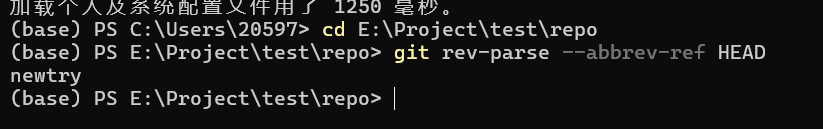 加载个人及系统配置文件用了 1250 毫秒。
(base) PS C:\Users\20597> cd E:\Project\test\repo
(base) PS E:\Project\test\repo> git rev-parse --abbrev-ref HEAD
newtry
(base) PS E:\Project\test\repo>